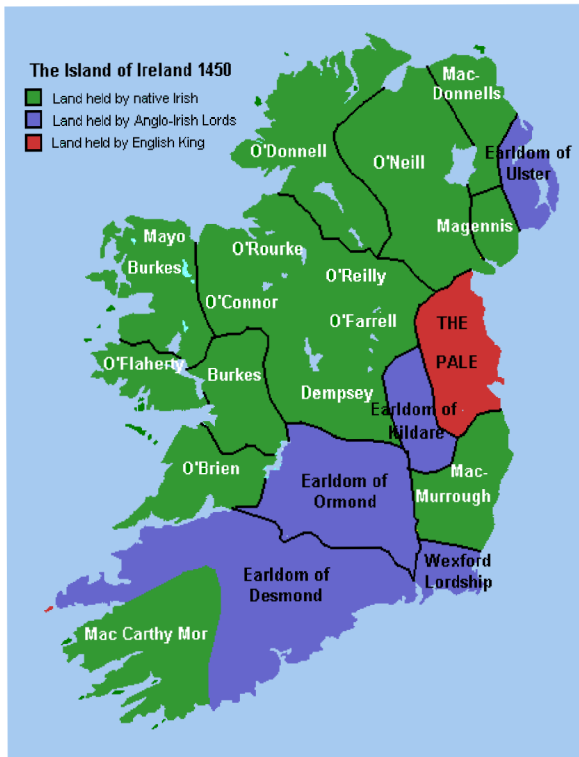 The Island of Ireland 1450
Land held by native Irish
Land held by Anglo-Irish Lords
Land held by English King
Mac-
Donnells
O'Donnell
O'Neill
Earldom of
Ulster
Magennis
Mayo
Burkes
O'Rourke
O'Reilly
O'Connor
O'Farrell
THE
PALE
O'Flaherty
Burkes
Dempsey
Earldom of
Kildare
O'Brien
Earldom of
Ormond
Mac-
Murrough
Wexford
Lordship
Earldom of
Desmond
Mac Carthy Mor